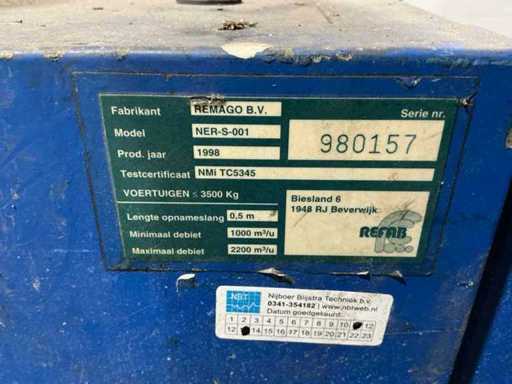 Fabrikant REMAGO B.V. Serie nr.
Model NER-S-001 980157
Prod. jaar 1998
Testcertificaat NMi TC5345
VOERTUIGEN ≤ 3500 Kg
Biesland 6
1948 RJ Beverwijk
Lengte opnameslang 0,5 m
Minimaal debiet 1000 m³/u
Maximaal debiet 2200 m³/u
REFAB
NBT
Nijboer Bijstra Techniek b.v.
0341-354182 | www.nbtweb.nl
Datum goedgekeurd:
1 2 3 4 5 6 7 8 9 10 12
12 14 15 16 17 18 19 20 21 22 23